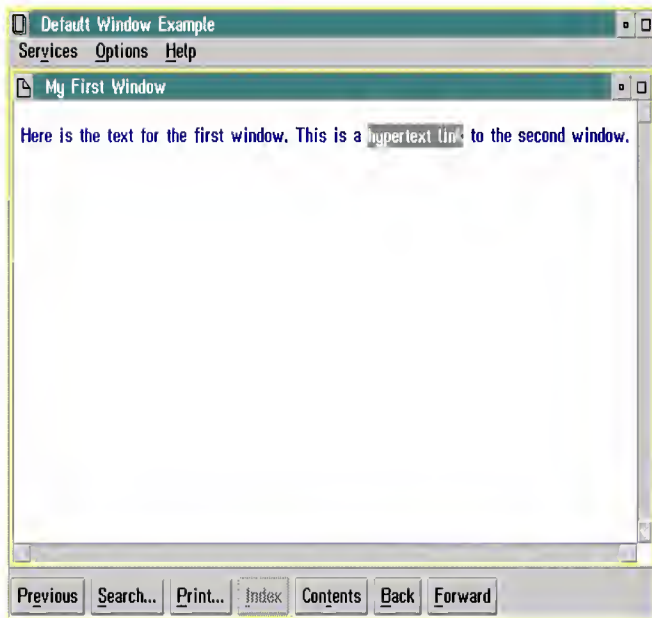 Default Window Example
Services Options Help
My First Window
Here is the text for the first window. This is a hypertext link to the second window.
Previous Search... Print... Index Contents Back Forward